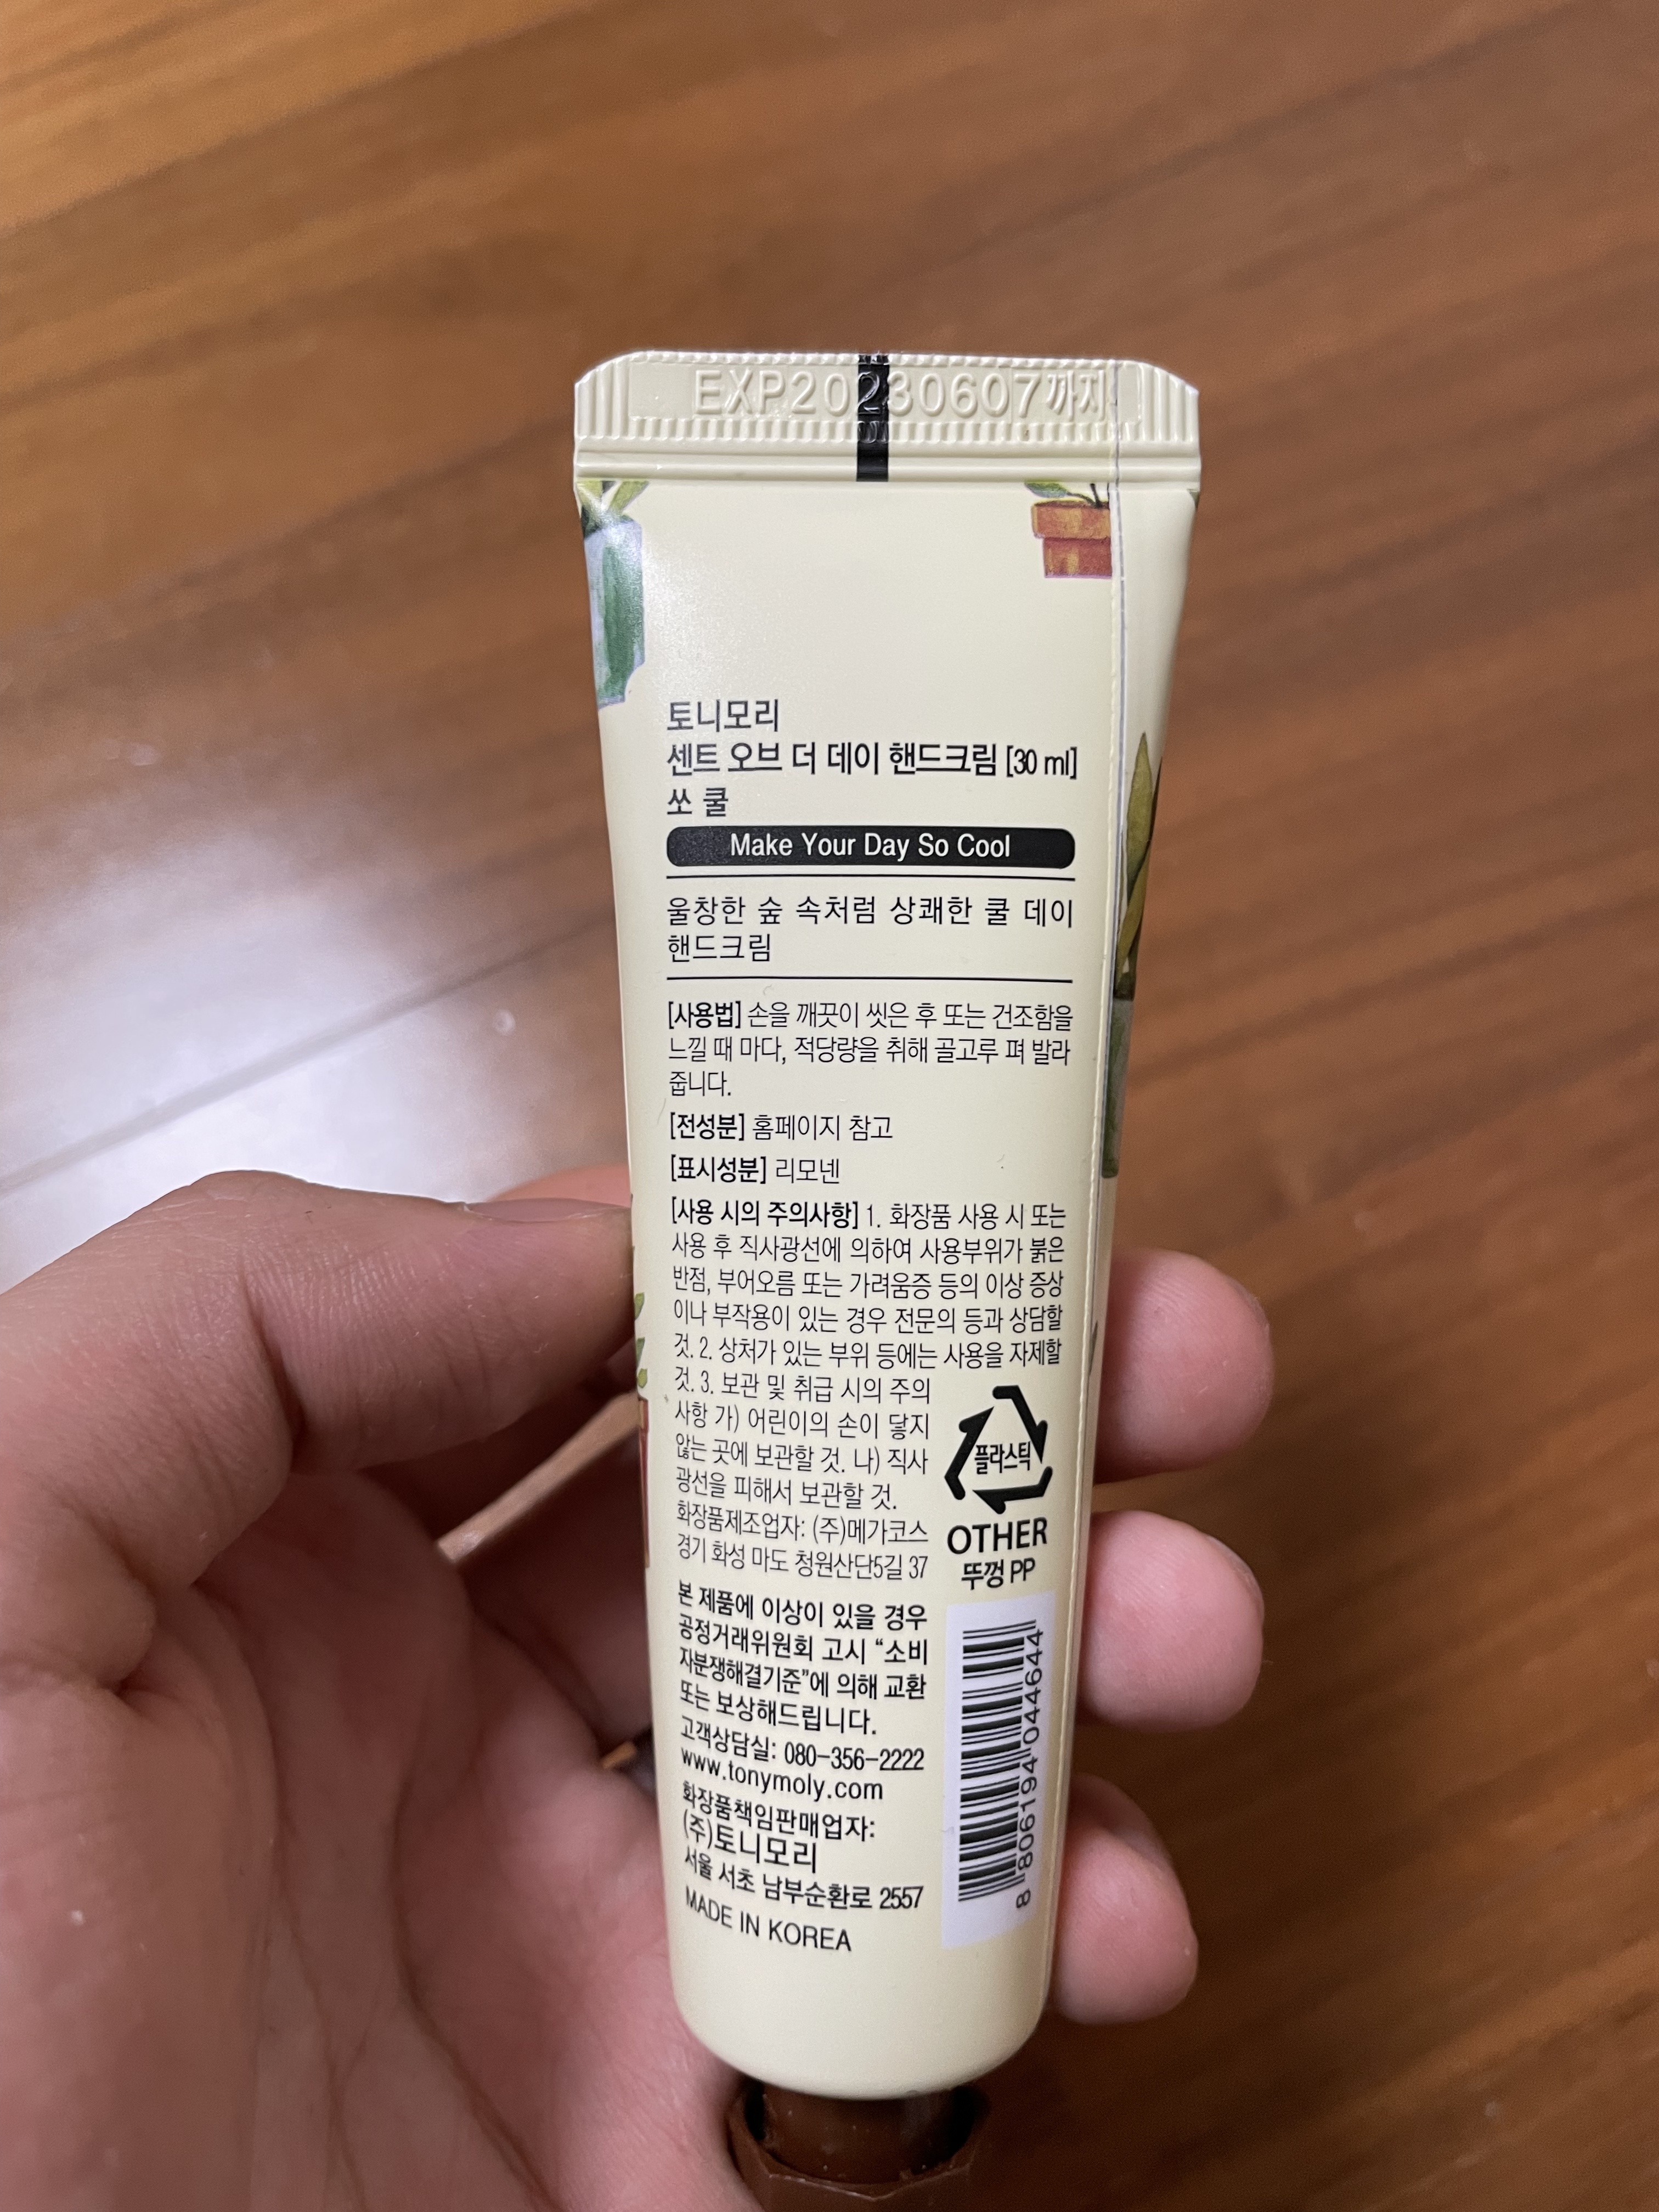 EXP20230607까지
토니모리
센트 오브 더 데이 핸드크림 [30 ml]
쏘 쿨
Make Your Day So Cool
울창한 숲 속처럼 상쾌한 쿨 데이
핸드크림
[사용법] 손을 깨끗이 씻은 후 또는 건조함을
느낄 때 마다, 적당량을 취해 골고루 펴 발라
줍니다.
[전성분] 홈페이지 참고
[표시성분] 리모넨
[사용 시의 주의사항] 1. 화장품 사용 시 또는
사용 후 직사광선에 의하여 사용부위가 붉은
반점, 부어오름 또는 가려움증 등의 이상 증상
이나 부작용이 있는 경우 전문의 등과 상담할
것. 2. 상처가 있는 부위 등에는 사용을 자제할
것. 3. 보관 및 취급 시의 주의
사항 가) 어린이의 손이 닿지
않는 곳에 보관할 것. 나) 직사
광선을 피해서 보관할 것.
화장품제조업자: (주)메가코스
경기 화성 마도 청원산단5길 37
플라스틱
OTHER
뚜껑 PP
본 제품에 이상이 있을 경우
공정거래위원회 고시 “소비
자분쟁해결기준”에 의해 교환
또는 보상해드립니다.
고객상담실: 080-356-2222
www.tonymoly.com
화장품책임판매업자:
(주)토니모리
서울 서초 남부순환로 2557
MADE IN KOREA
8 806194 044644